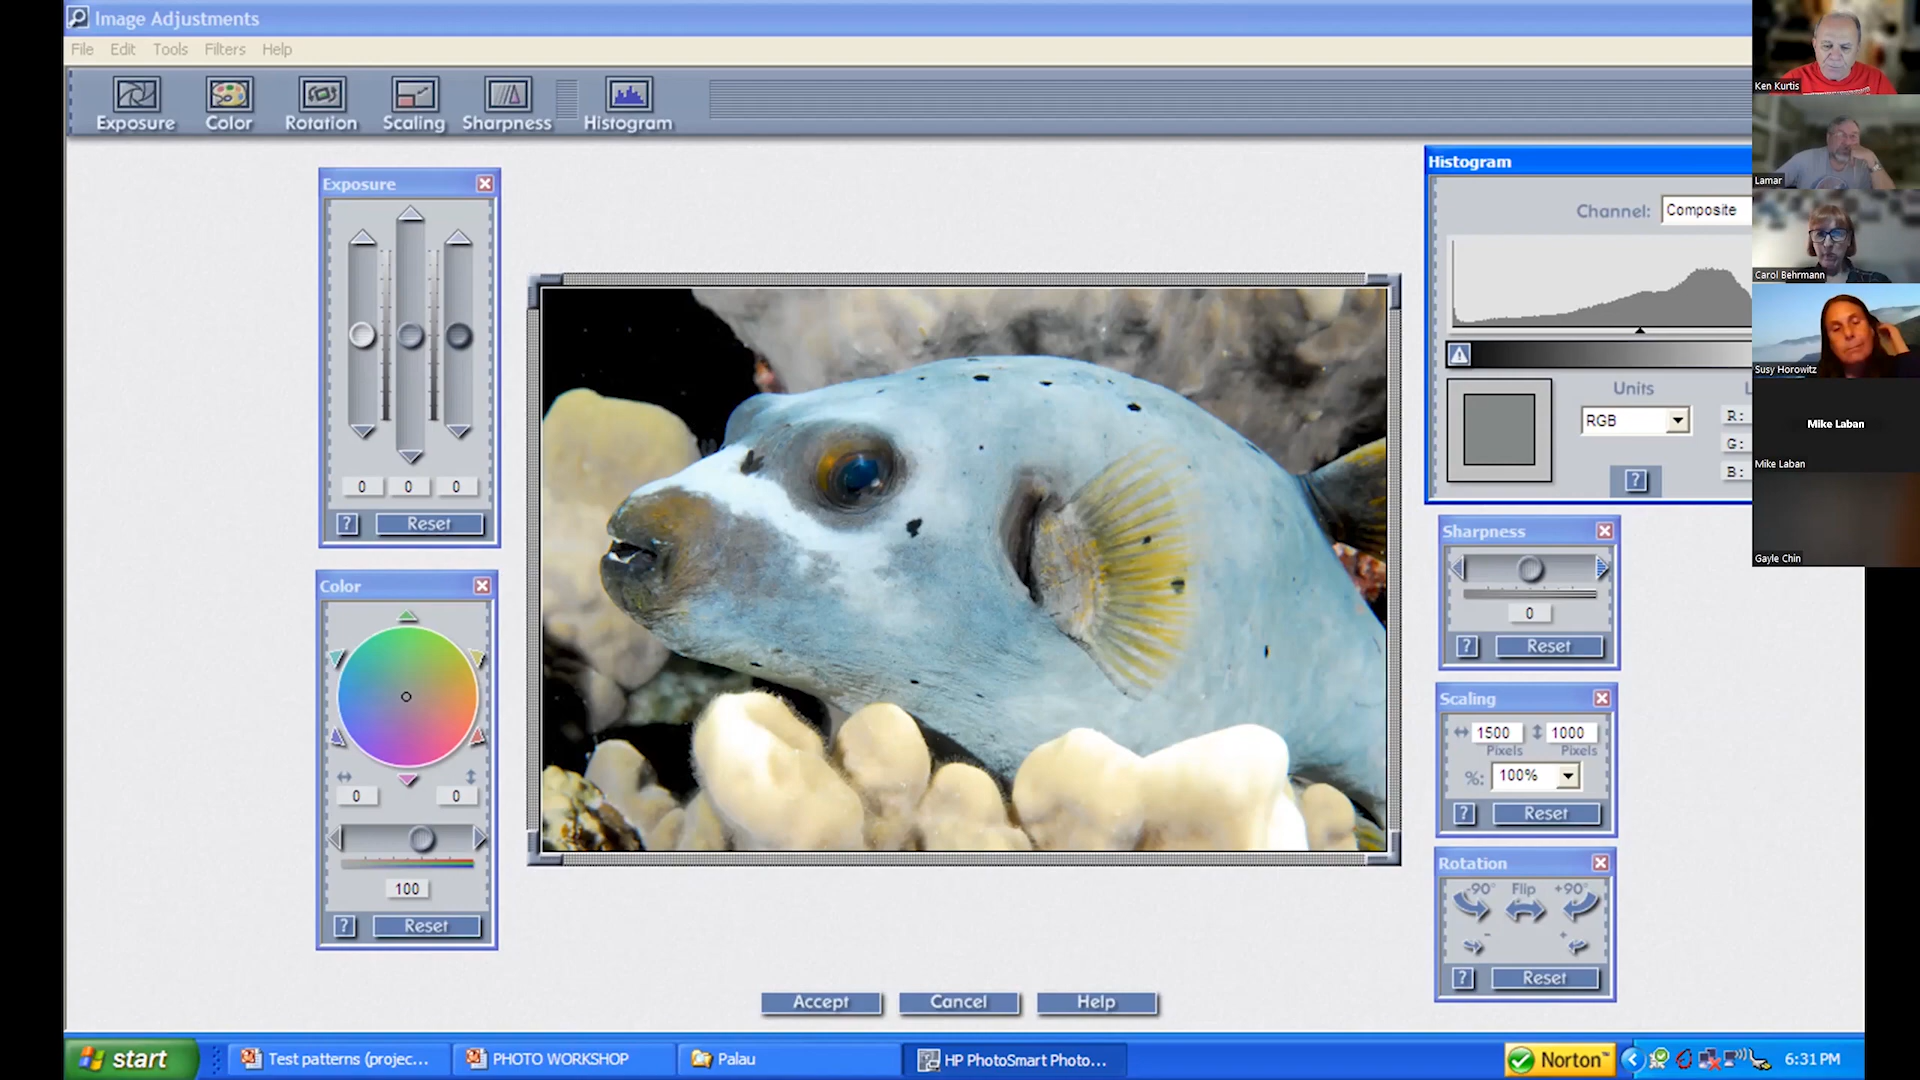 Image Adjustments
File Edit Tools Filters Help
Exposure Color Rotation Scaling Sharpness Histogram
Exposure
0 0 0
? Reset
Color
0 0
100
? Reset
Histogram
Channel: Composite
Units
RGB
R:
G:
B:
?
Sharpness
0
? Reset
Scaling
1500 1000
Pixels Pixels
%: 100%
? Reset
Rotation
-90° Flip +90°
- +
? Reset
Accept Cancel Help
start Test patterns (projec... PHOTO WORKSHOP Palau HP PhotoSmart Photo... Norton™ 6:31 PM
Ken Kurtis
Lamar
Carol Behrmann
Susy Horowitz
Mike Laban
Mike Laban
Gayle Chin